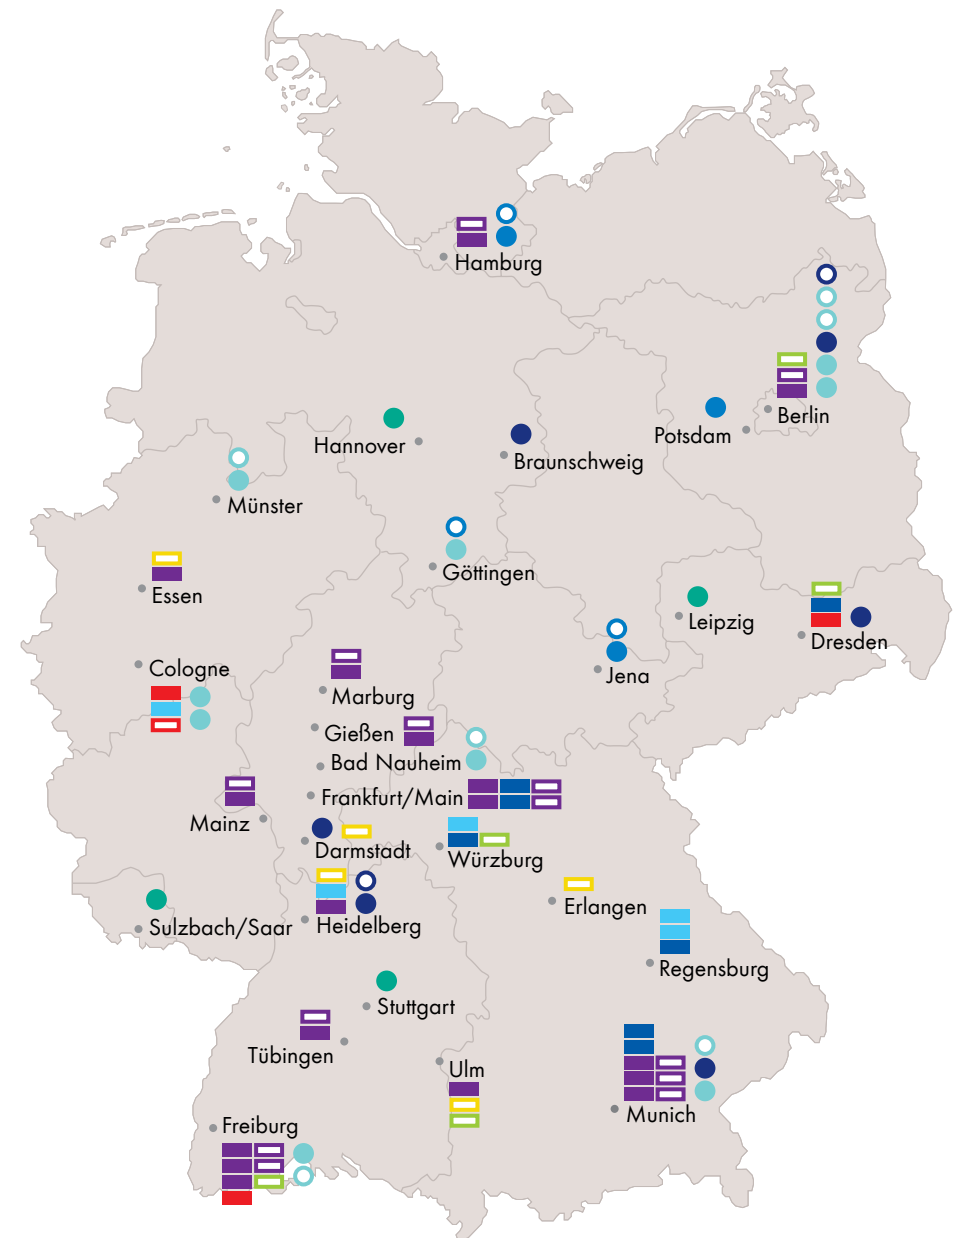 Hamburg
Berlin
Potsdam
Hannover
Braunschweig
Münster
Göttingen
Essen
Leipzig
Dresden
Cologne
Jena
Marburg
Gießen
Bad Nauheim
Frankfurt/Main
Mainz
Darmstadt
Würzburg
Erlangen
Heidelberg
Sulzbach/Saar
Regensburg
Stuttgart
Tübingen
Ulm
Munich
Freiburg